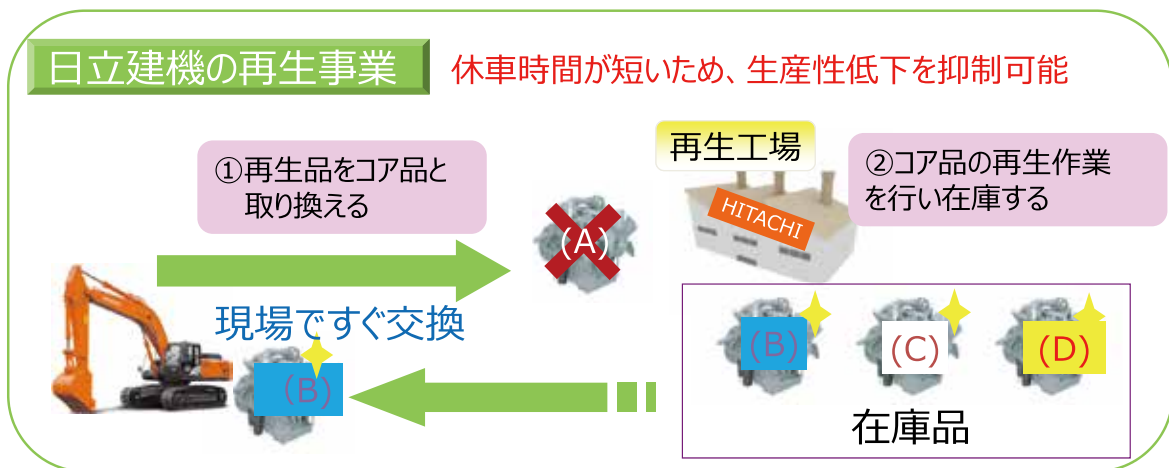 日立建機の再生事業
休車時間が短いため、生産性低下を抑制可能
①再生品をコア品と
取り換える
再生工場
②コア品の再生作業
を行い在庫する
HITACHI
(A)
現場ですぐ交換
(B)
(B)
(C)
(D)
在庫品